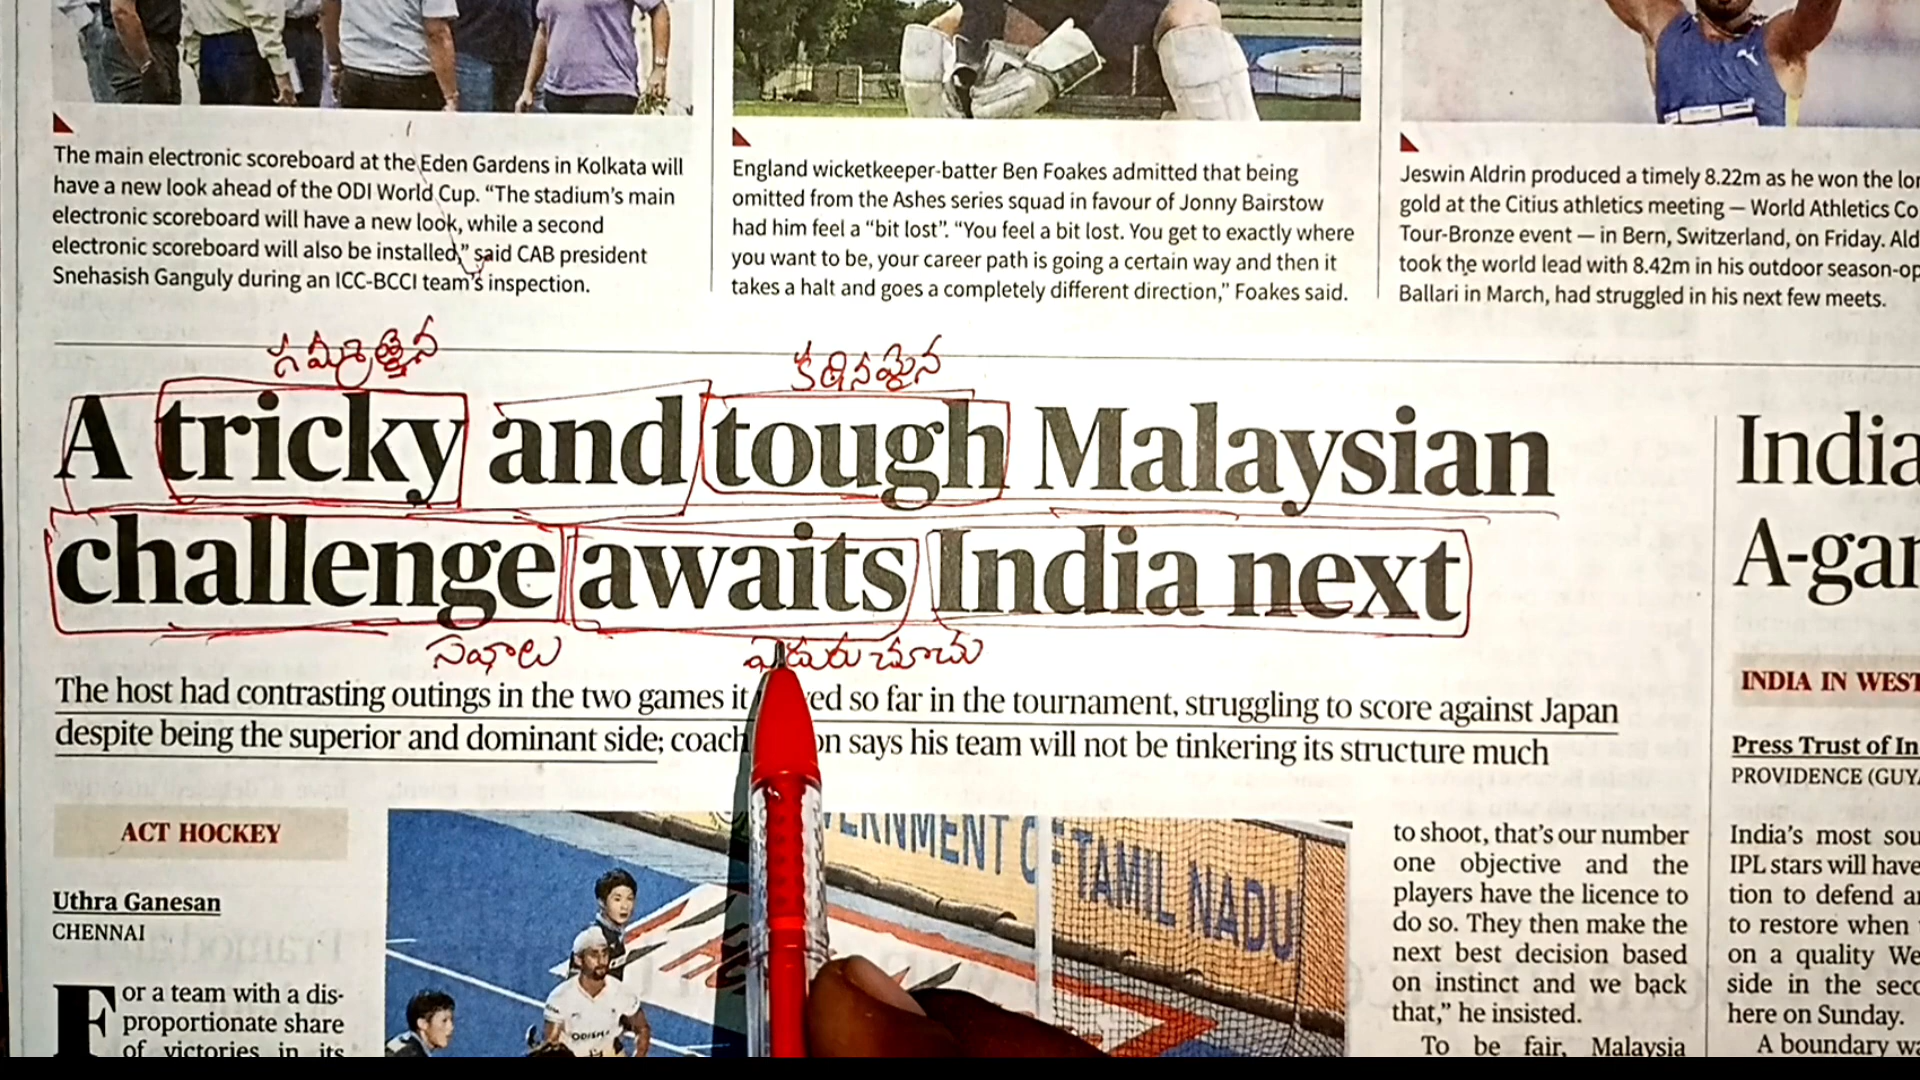 The main electronic scoreboard at the Eden Gardens in Kolkata will
have a new look ahead of the ODI World Cup. “The stadium’s main
electronic scoreboard will have a new look, while a second
electronic scoreboard will also be installed,” said CAB president
Snehasish Ganguly during an ICC-BCCI team’s inspection.
England wicketkeeper-batter Ben Foakes admitted that being
omitted from the Ashes series squad in favour of Jonny Bairstow
had him feel a “bit lost”. “You feel a bit lost. You get to exactly where
you want to be, your career path is going a certain way and then it
takes a halt and goes a completely different direction,” Foakes said.
Jeswin Aldrin produced a timely 8.22m as he won the
gold at the Citius athletics meeting — World Athletics
Tour-Bronze event — in Bern, Switzerland, on Friday.
took the world lead with 8.42m in his outdoor
Ballari in March, had struggled in his next few meets.
కఠినమైన
A tricky and tough Malaysian
challenge awaits India next
సవాలు
ఎదురుచూచు
The host had contrasting outings in the two games it so far in the tournament, struggling to score against Japan
despite being the superior and dominant side; coach says his team will not be tinkering its structure much
ACT HOCKEY
Uthra Ganesan
CHENNAI
For a team with a dis-
proportionate share
of victories in its
TAMIL NADU
ODISHA
to shoot, that’s our number
one objective and the
players have the licence to
do so. They then make the
next best decision based
on instinct and we back
that,” he insisted.
To be fair, Malaysia
India
INDIA IN WEST
Press Trust of
PROVIDENCE
India’s most
IPL stars will have
tion to defend
to restore when
on a quality
side in the
here on Sunday.
A boundary